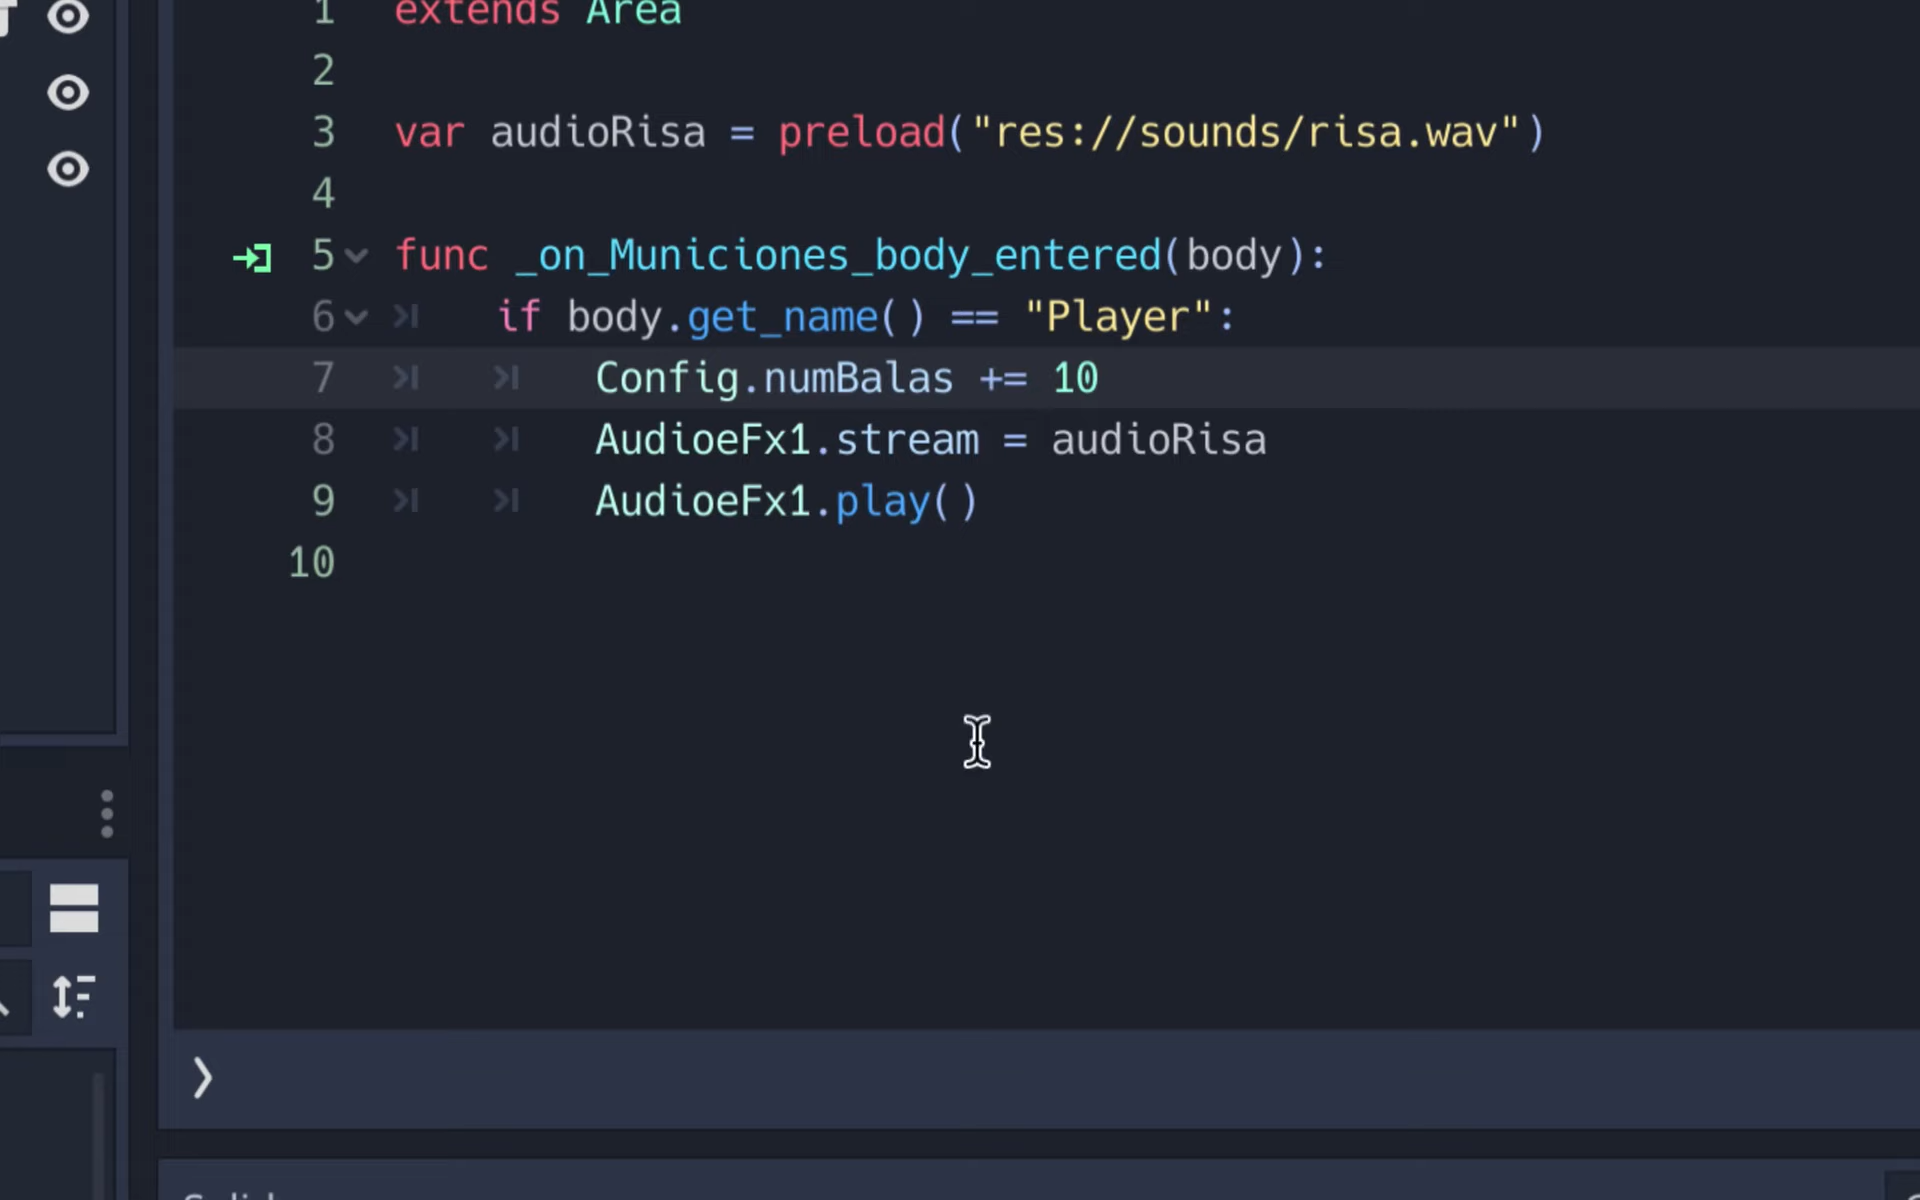 1 extends Area
2
3 var audioRisa = preload("res://sounds/risa.wav")
4
5 func _on_Municiones_body_entered(body):
6 if body.get_name() == "Player":
7 Config.numBalas += 10
8 AudioeFx1.stream = audioRisa
9 AudioeFx1.play()
10